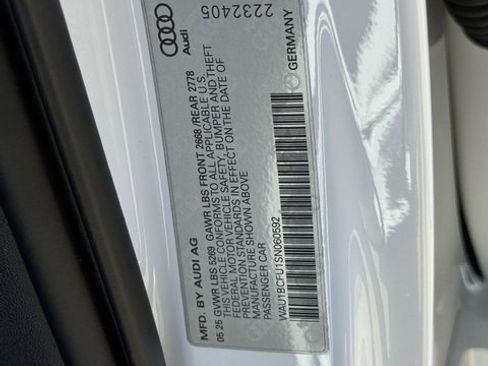 MFD. BY AUDI AG
05 25 GVWR LBS 5269 GAWR LBS FRONT 2668 /REAR 2778
THIS VEHICLE CONFORMS TO ALL APPLICABLE U.S.
FEDERAL MOTOR VEHICLE SAFETY, BUMPER AND THEFT
PREVENTION STANDARDS IN EFFECT ON THE DATE OF
MANUFACTURE SHOWN ABOVE
PASSENGER CAR
WAU1BCFU1SN060592
GERMANY
Audi
2232405